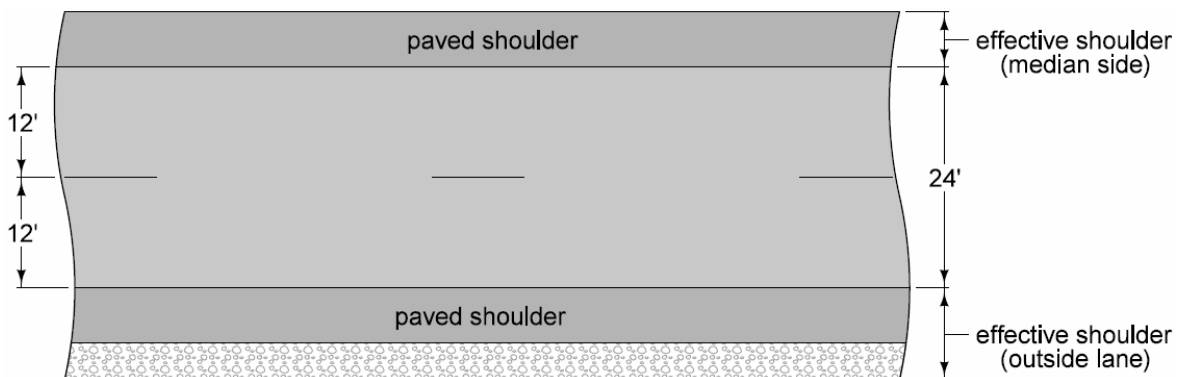 paved shoulder
effective shoulder
(median side)
12'
24'
12'
paved shoulder
effective shoulder
(outside lane)